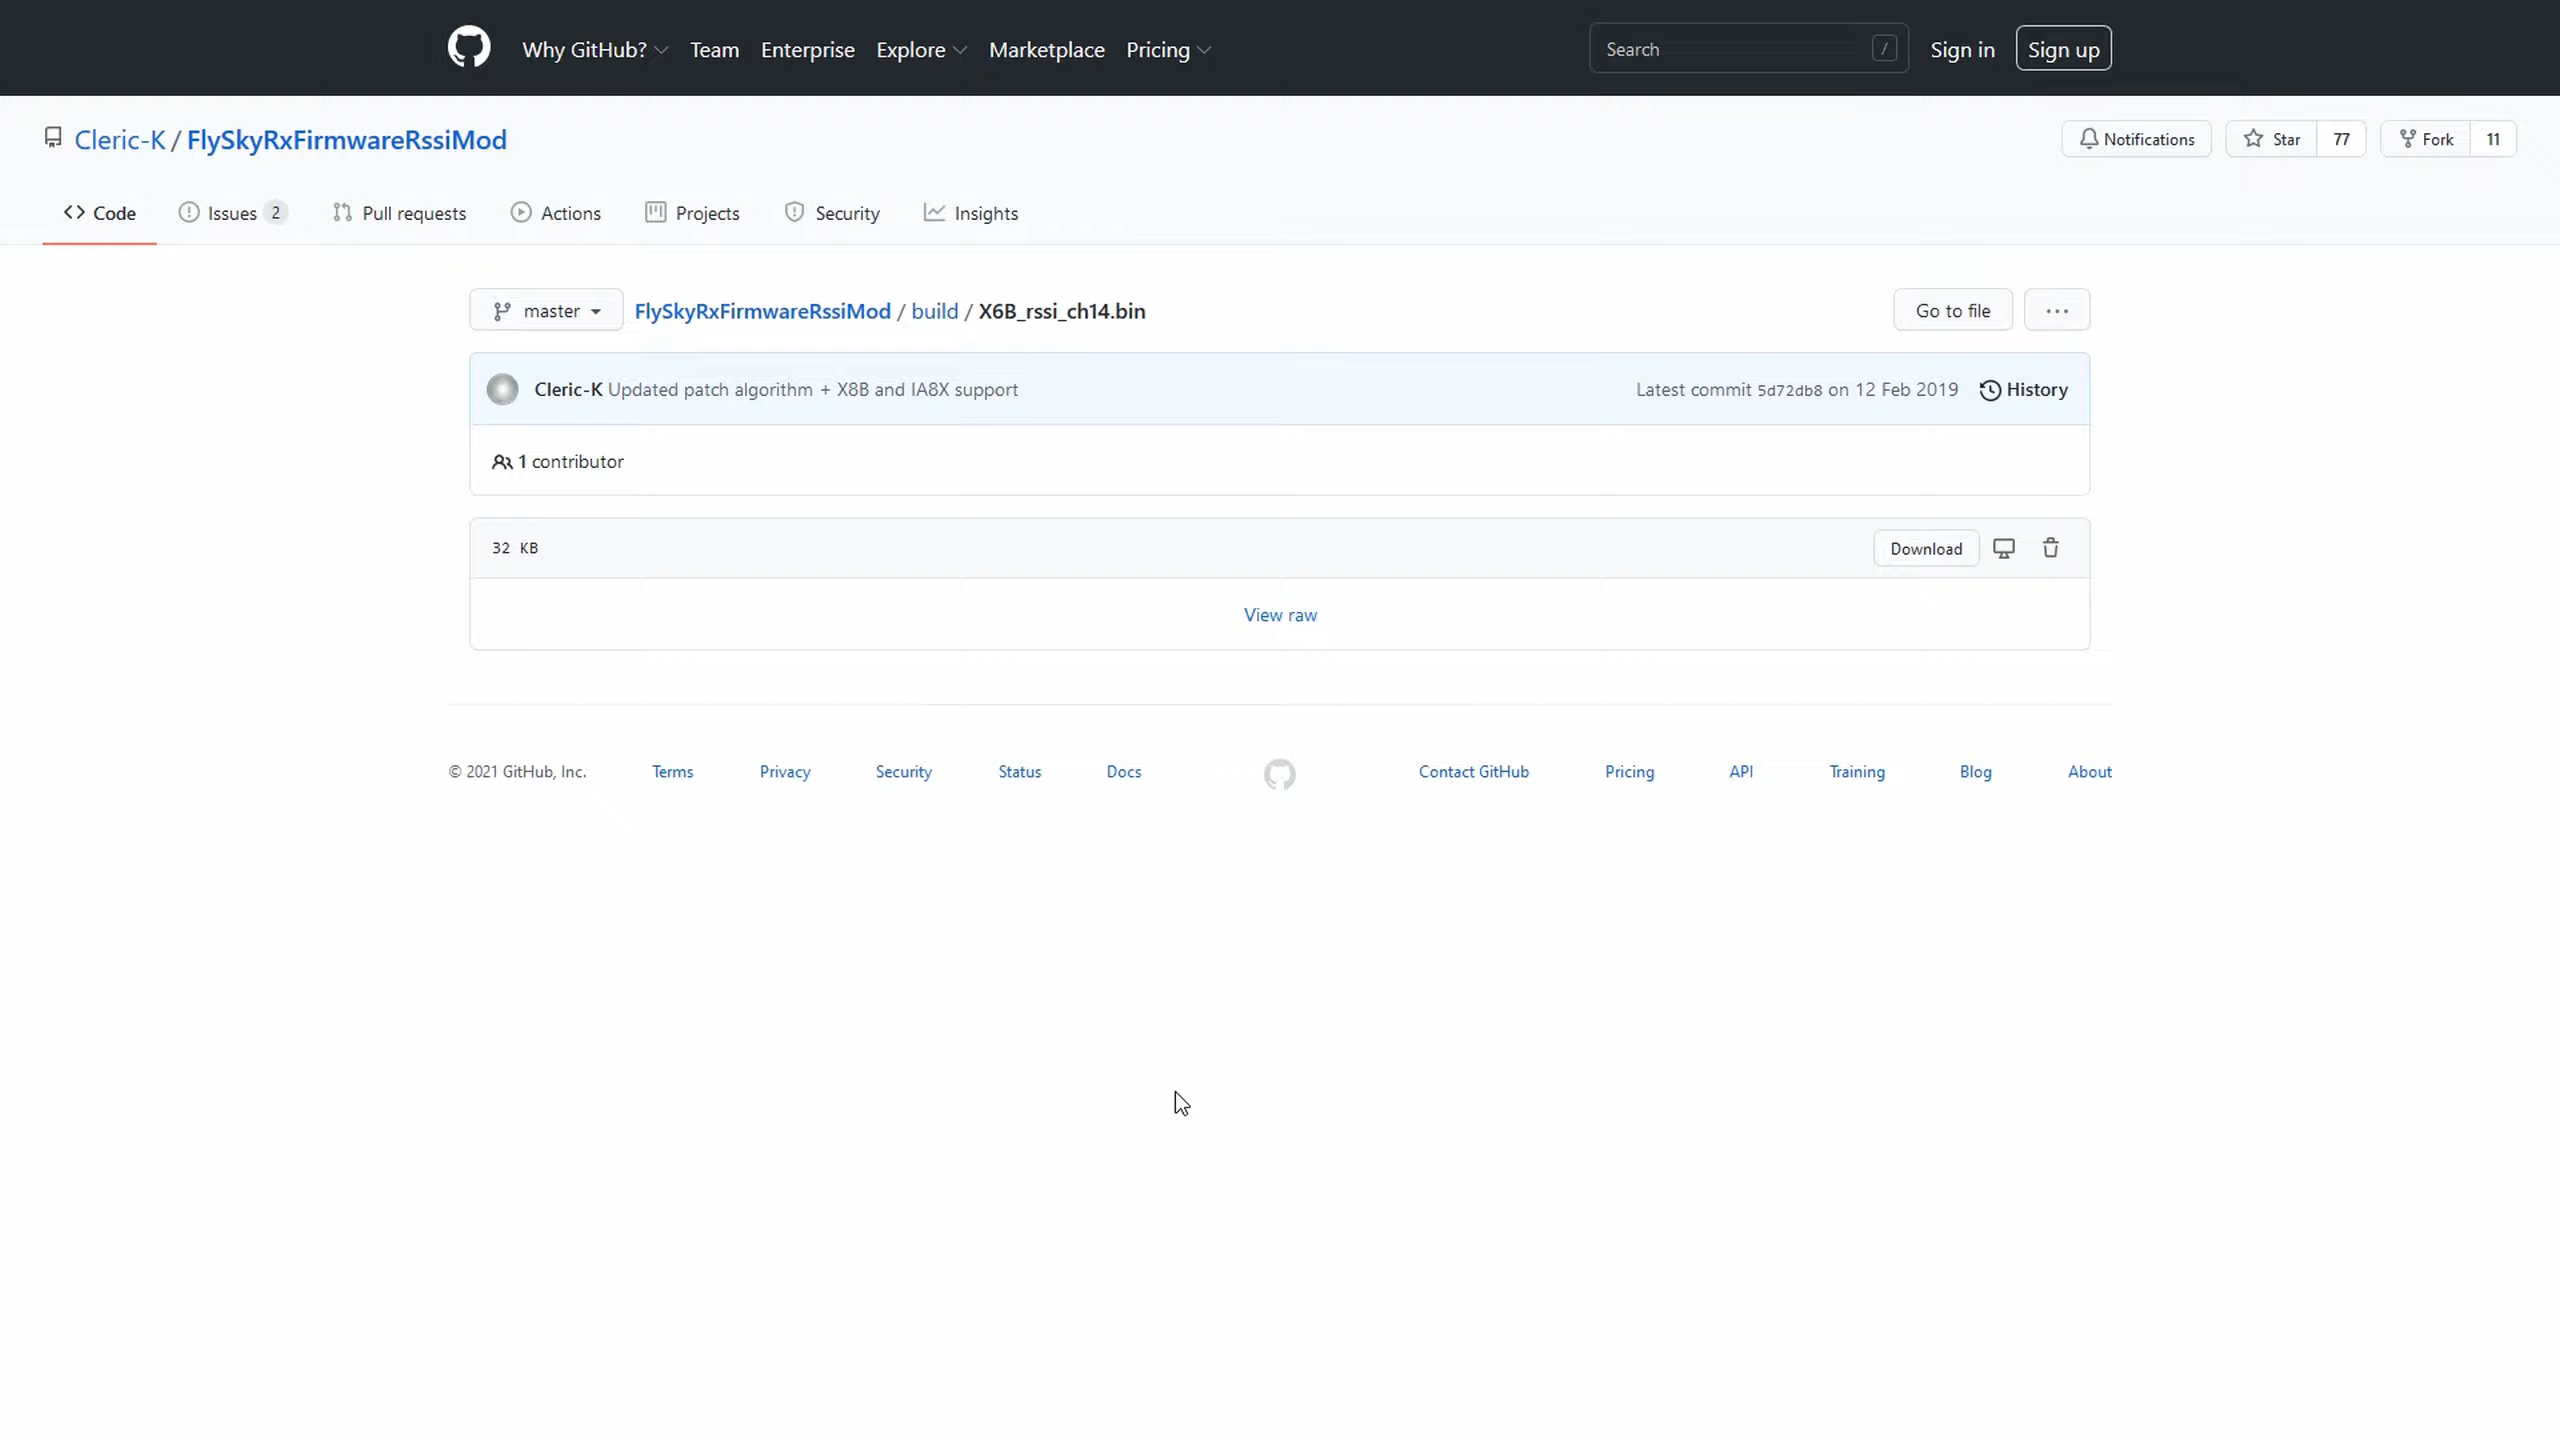 Why GitHub? Team Enterprise Explore Marketplace Pricing Search / Sign in Sign up
Cleric-K / FlySkyRxFirmwareRssiMod Notifications Star 77 Fork 11
Code Issues 2 Pull requests Actions Projects Security Insights
master FlySkyRxFirmwareRssiMod / build / X6B_rssi_ch14.bin Go to file ...
Cleric-K Updated patch algorithm + X8B and IA8X support Latest commit 5d72db8 on 12 Feb 2019 History
1 contributor
32 KB Download
View raw
© 2021 GitHub, Inc. Terms Privacy Security Status Docs Contact GitHub Pricing API Training Blog About